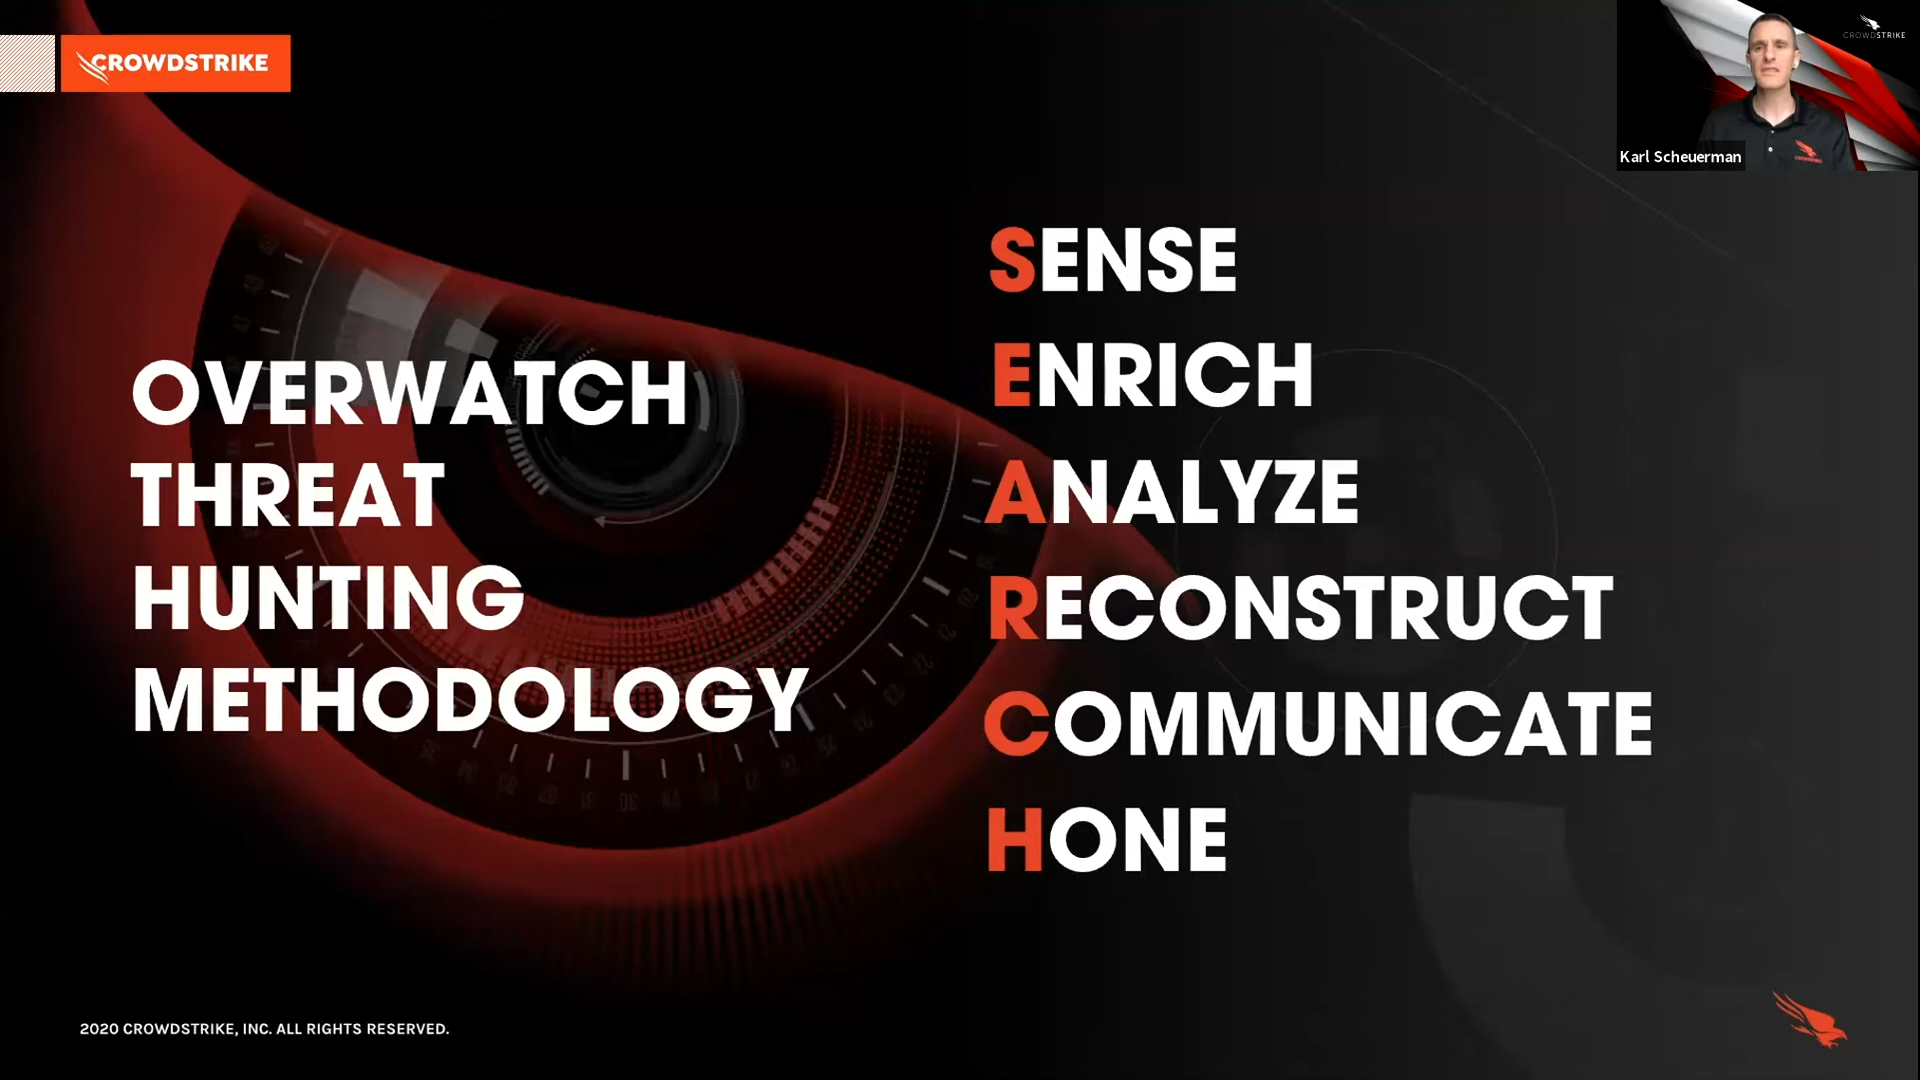 CROWDSTRIKE
CROWDSTRIKE
Karl Scheuerman
OVERWATCH
THREAT
HUNTING
METHODOLOGY
SENSE
ENRICH
ANALYZE
RECONSTRUCT
COMMUNICATE
HONE
2020 CROWDSTRIKE, INC. ALL RIGHTS RESERVED.